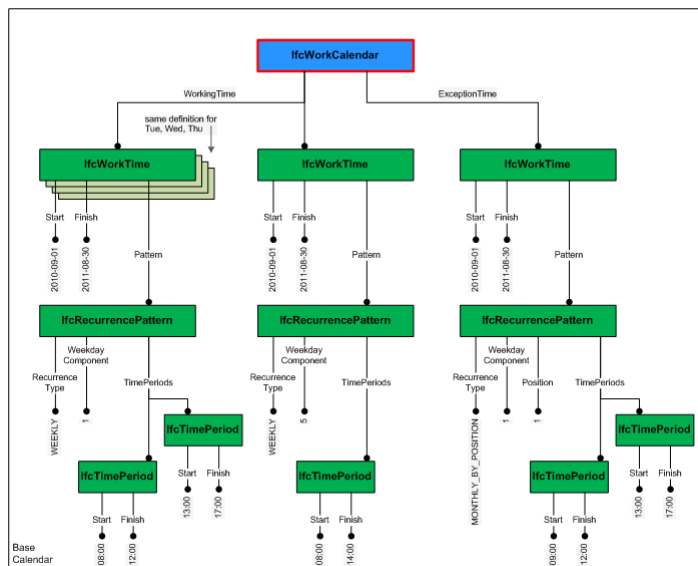 IfcWorkCalendar
WorkingTime
ExceptionTime
same definition for
Tue, Wed, Thu
IfcWorkTime
IfcWorkTime
IfcWorkTime
Start
Finish
Start
Finish
Start
Finish
2010-09-01
2011-08-30
2010-09-01
2011-08-30
2010-09-01
2011-08-30
Pattern
Pattern
Pattern
IfcRecurrencePattern
IfcRecurrencePattern
IfcRecurrencePattern
Weekday
Component
Recurrence
Type
TimePeriods
Weekday
Component
Recurrence
Type
TimePeriods
Weekday
Component
Recurrence
Type
Position
TimePeriods
WEEKLY
1
WEEKLY
5
MONTHLY_BY_POSITION
1
1
IfcTimePeriod
IfcTimePeriod
Start
Finish
Start
Finish
13:00
17:00
13:00
17:00
IfcTimePeriod
IfcTimePeriod
IfcTimePeriod
Start
Finish
Start
Finish
Start
Finish
08:00
12:00
08:00
14:00
09:00
12:00
Base
Calendar